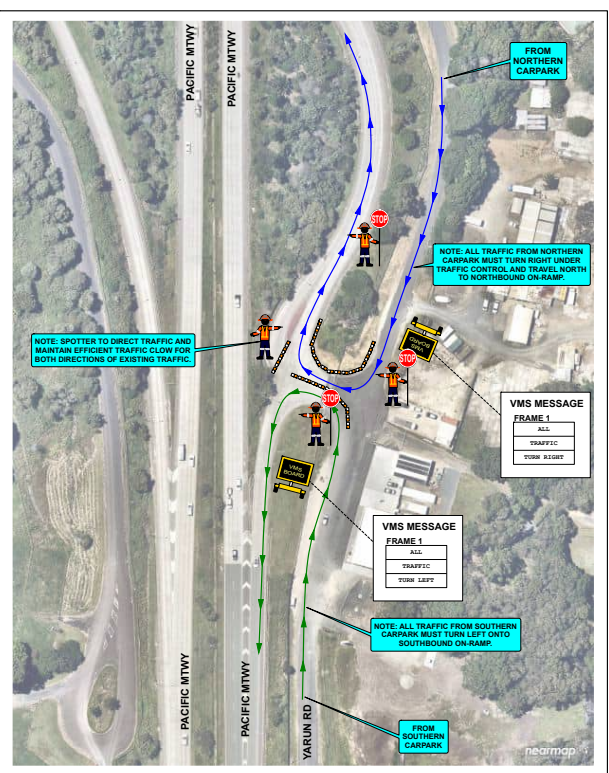 PACIFIC MTWY
PACIFIC MTWY
FROM
NORTHERN
CARPARK
STOP
NOTE: ALL TRAFFIC FROM NORTHERN
CARPARK MUST TURN RIGHT UNDER
TRAFFIC CONTROL AND TRAVEL NORTH
TO NORTHBOUND ON-RAMP.
NOTE: SPOTTER TO DIRECT TRAFFIC AND
MAINTAIN EFFICIENT TRAFFIC CLOW FOR
BOTH DIRECTIONS OF EXISTING TRAFFIC.
VMS
BOARD
STOP
STOP
VMS MESSAGE
FRAME 1
ALL
TRAFFIC
TURN RIGHT
VMS
BOARD
VMS MESSAGE
FRAME 1
ALL
TRAFFIC
TURN LEFT
NOTE: ALL TRAFFIC FROM SOUTHERN
CARPARK MUST TURN LEFT ONTO
SOUTHBOUND ON-RAMP.
PACIFIC MTWY
PACIFIC MTWY
YARUN RD
FROM
SOUTHERN
CARPARK
nearmap